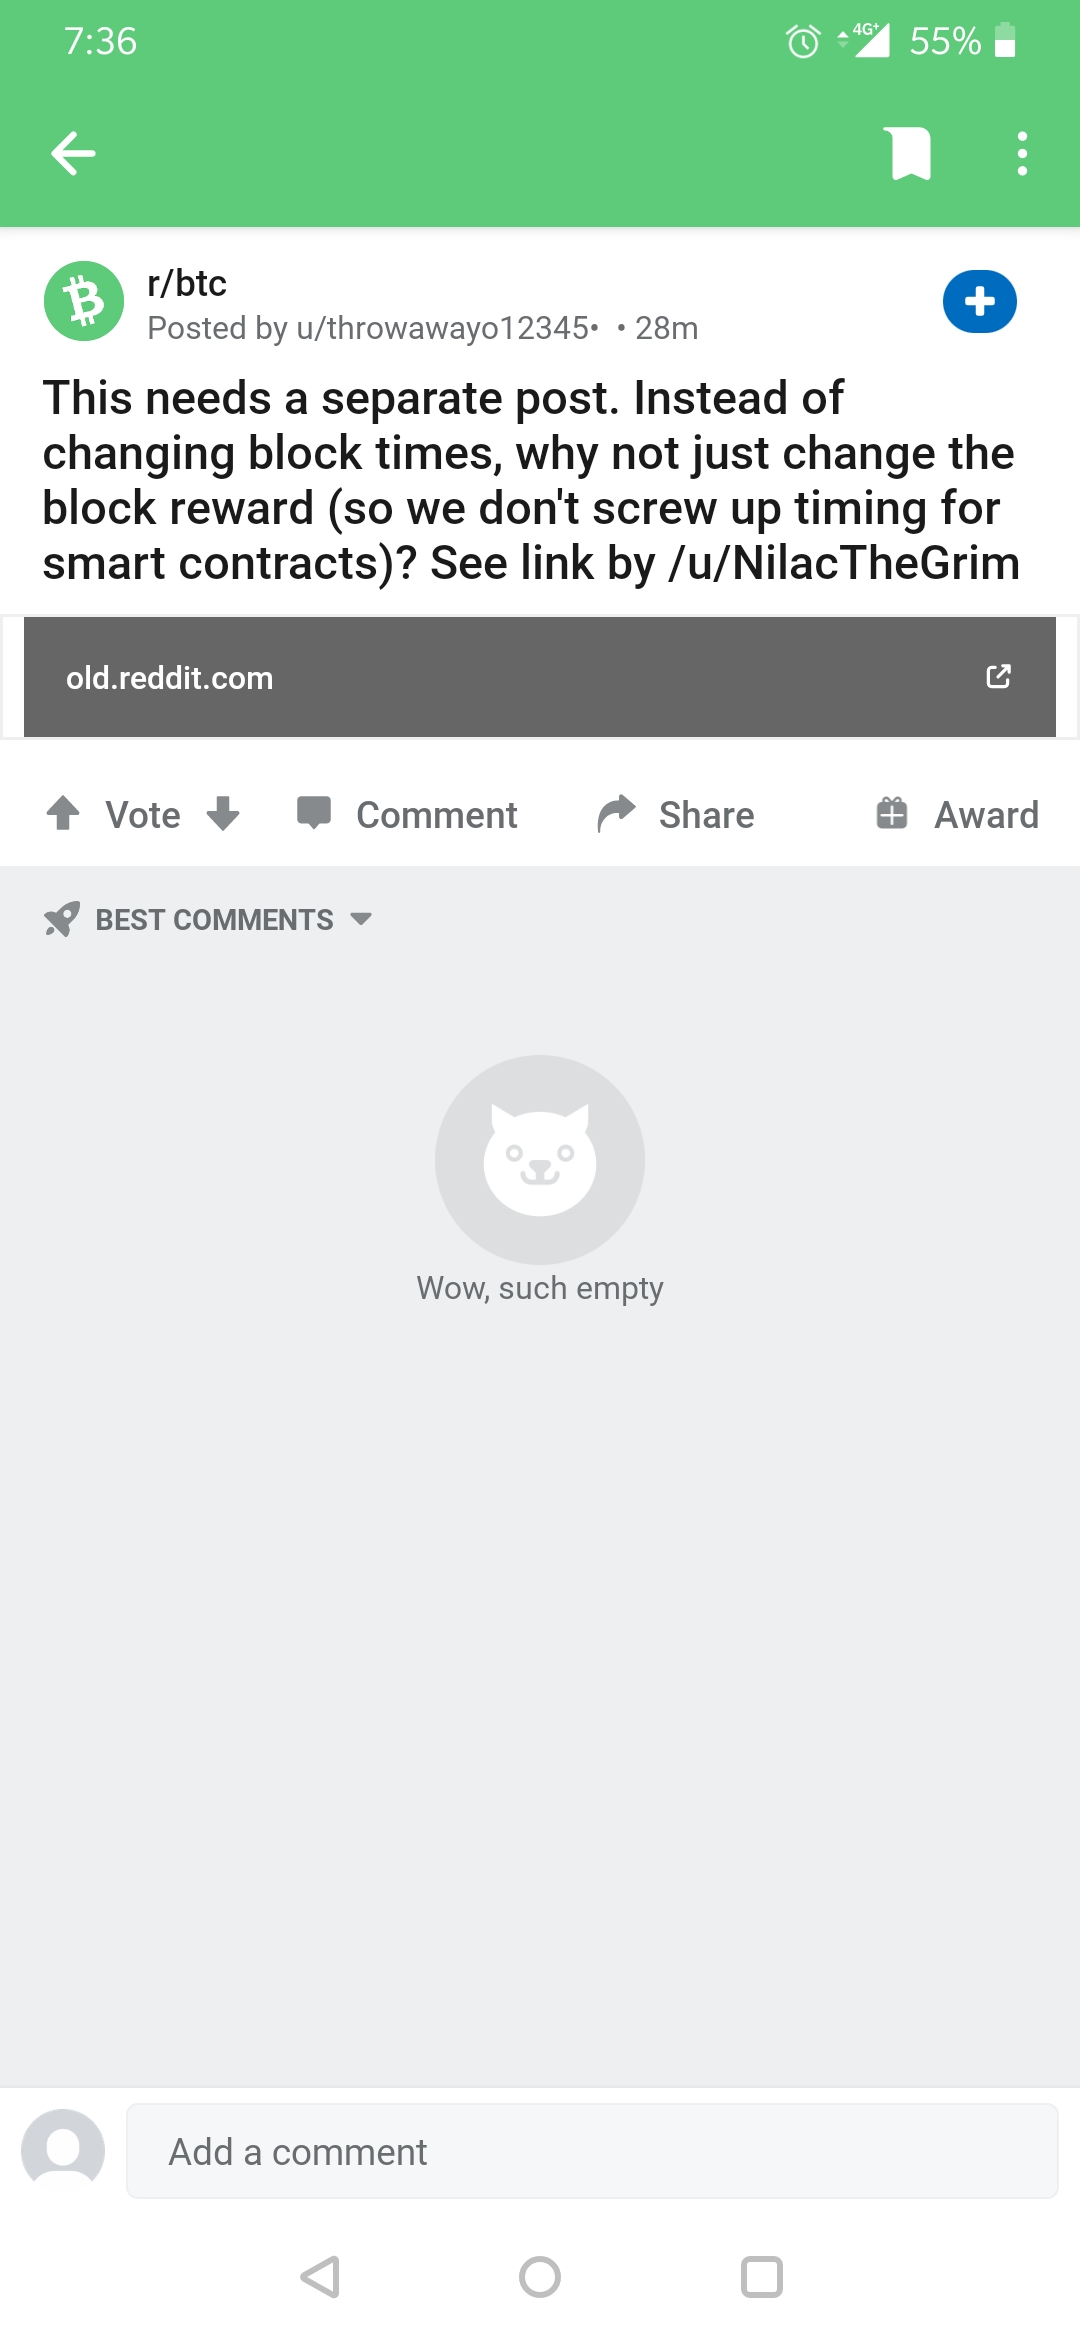 7:36
4G+ 55%
r/btc
Posted by u/throwawayo12345• • 28m
This needs a separate post. Instead of
changing block times, why not just change the
block reward (so we don't screw up timing for
smart contracts)? See link by /u/NilacTheGrim
old.reddit.com
Vote Comment Share Award
BEST COMMENTS
Wow, such empty
Add a comment